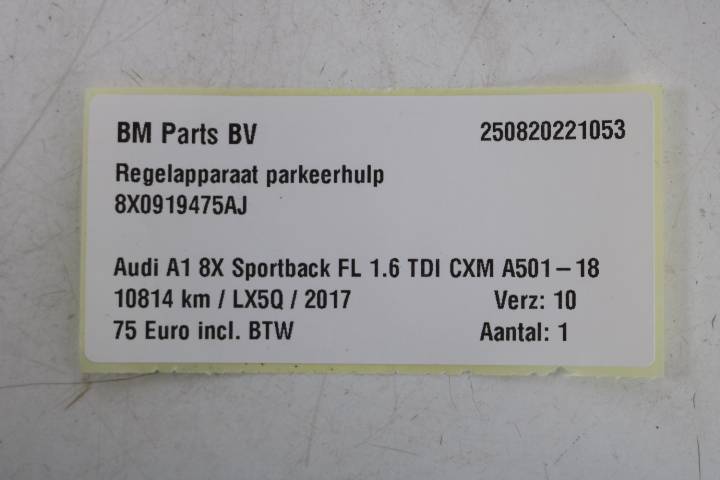 BM Parts BV 250820221053
Regelapparaat parkeerhulp
8X0919475AJ
Audi A1 8X Sportback FL 1.6 TDI CXM A501-18
10814 km / LX5Q / 2017 Verz: 10
75 Euro incl. BTW Aantal: 1